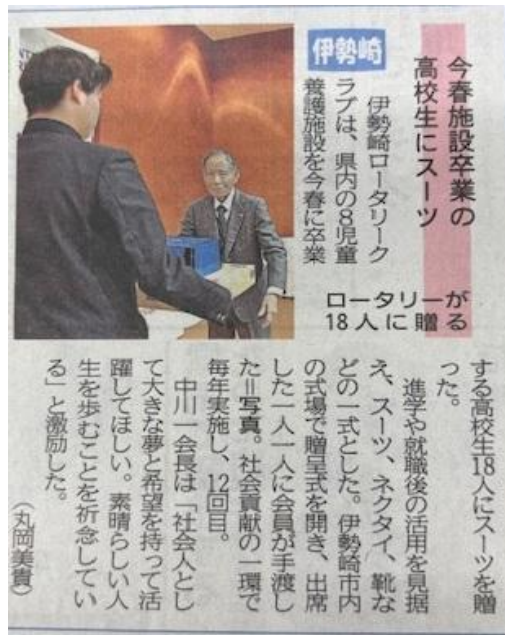 今春施設卒業の
高校生にスーツ
ロータリーが
18人に贈る
伊勢崎
伊勢崎ロータリーク
ラブは、県内の8児童
養護施設を今春に卒業
する高校生18人にスーツを贈
った。
進学や就職後の活用を見据
え、スーツ、ネクタイ、靴な
どの一式とした。伊勢崎市内
の式場で贈呈式を開き、出席
した一人一人に会員が手渡し
た＝写真。社会貢献の一環で
毎年実施し、12回目。
中川一会長は「社会人とし
て大きな夢と希望を持って活
躍してほしい。素晴らしい人
生を歩むことを祈念してい
る」と激励した。
（丸岡美貴）